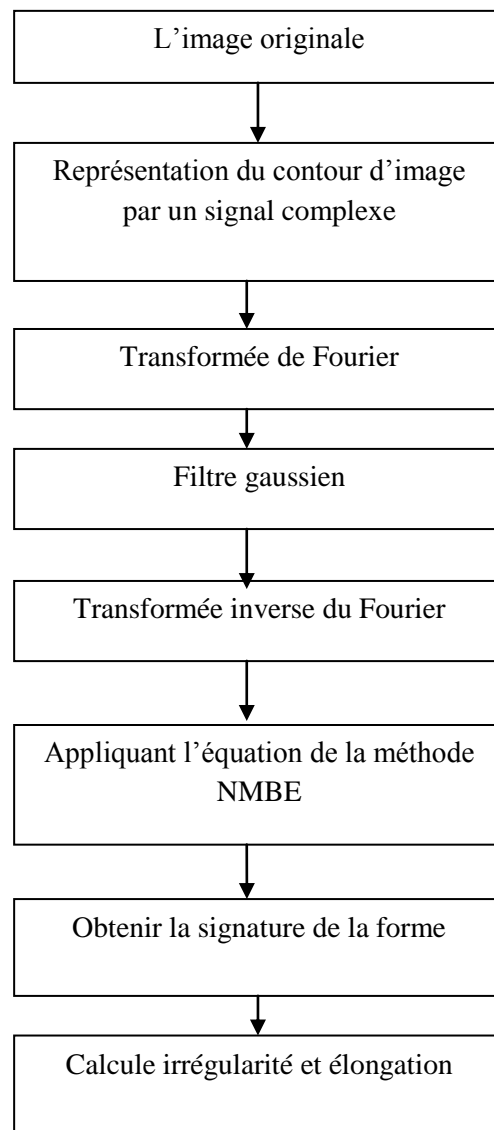 L’image originale
Représentation du contour d’image
par un signal complexe
Transformée de Fourier
Filtre gaussien
Transformée inverse du Fourier
Appliquant l’équation de la méthode
NMBE
Obtenir la signature de la forme
Calcule irrégularité et élongation